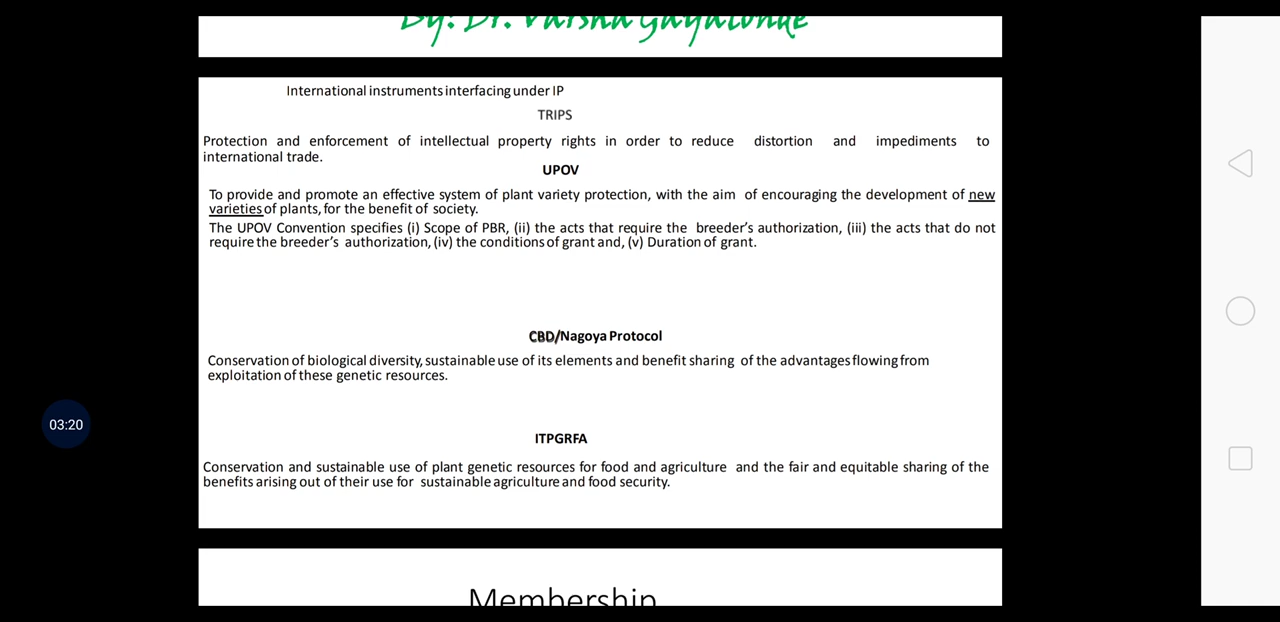 By: Dr. Varsha Gayatonde
International instruments interfacing under IP
TRIPS
Protection and enforcement of intellectual property rights in order to reduce distortion and impediments to
international trade.
UPOV
To provide and promote an effective system of plant variety protection, with the aim of encouraging the development of new
varieties of plants, for the benefit of society.
The UPOV Convention specifies (i) Scope of PBR, (ii) the acts that require the breeder's authorization, (iii) the acts that do not
require the breeder's authorization, (iv) the conditions of grant and, (v) Duration of grant.
CBD/Nagoya Protocol
Conservation of biological diversity, sustainable use of its elements and benefit sharing of the advantages flowing from
exploitation of these genetic resources.
03:20
ITPGRFA
Conservation and sustainable use of plant genetic resources for food and agriculture and the fair and equitable sharing of the
benefits arising out of their use for sustainable agriculture and food security.
Membership